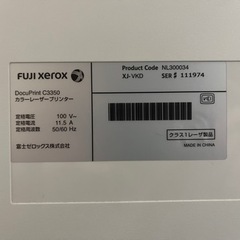 FUJI xerox
DocuPrint C3350
カラーレーザープリンター
定格電圧 100 V~
定格電流 11.5 A
定格周波数 50/60 Hz
富士ゼロックス株式会社
Product Code NL300034
XJ-VKD SER# 111974
クラス1レーザ製品
MADE IN CHINA